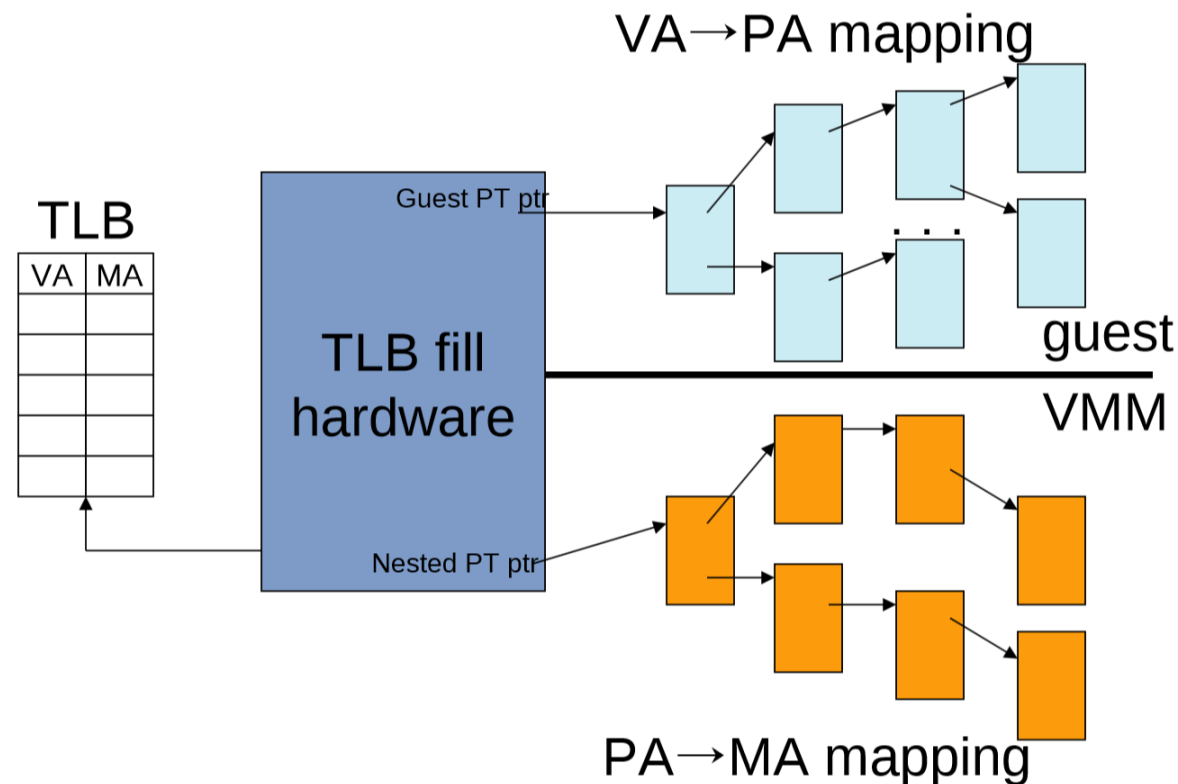 VA→PA mapping
Guest PT ptr
TLB
VA MA
TLB fill
hardware
. . .
guest
VMM
Nested PT ptr
PA→MA mapping